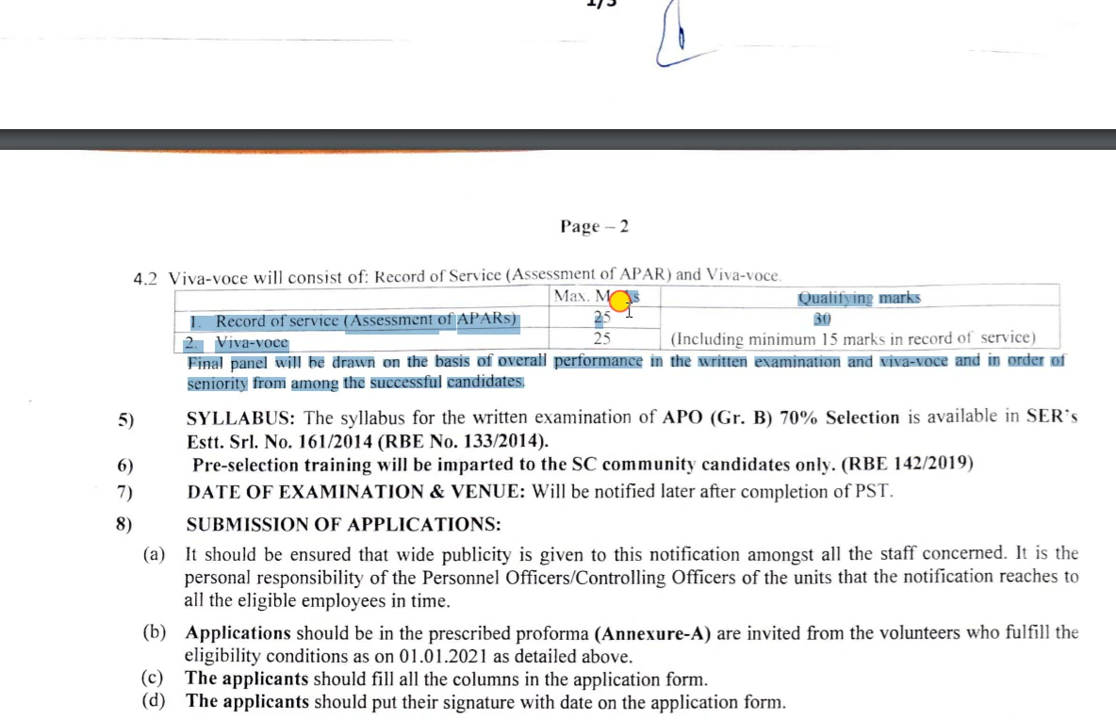 1/3
Page – 2
4.2 Viva-voce will consist of: Record of Service (Assessment of APAR) and Viva-voce.
Max. Qualifying marks
1. Record of service (Assessment of APARs) 25 30
2. Viva-voce 25 (Including minimum 15 marks in record of service)
Final panel will be drawn on the basis of overall performance in the written examination and viva-voce and in order of
seniority from among the successful candidates.
5) SYLLABUS: The syllabus for the written examination of APO (Gr. B) 70% Selection is available in SER's
Estt. Srl. No. 161/2014 (RBE No. 133/2014).
6) Pre-selection training will be imparted to the SC community candidates only. (RBE 142/2019)
7) DATE OF EXAMINATION & VENUE: Will be notified later after completion of PST.
8) SUBMISSION OF APPLICATIONS:
(a) It should be ensured that wide publicity is given to this notification amongst all the staff concerned. It is the
personal responsibility of the Personnel Officers/Controlling Officers of the units that the notification reaches to
all the eligible employees in time.
(b) Applications should be in the prescribed proforma (Annexure-A) are invited from the volunteers who fulfill the
eligibility conditions as on 01.01.2021 as detailed above.
(c) The applicants should fill all the columns in the application form.
(d) The applicants should put their signature with date on the application form.